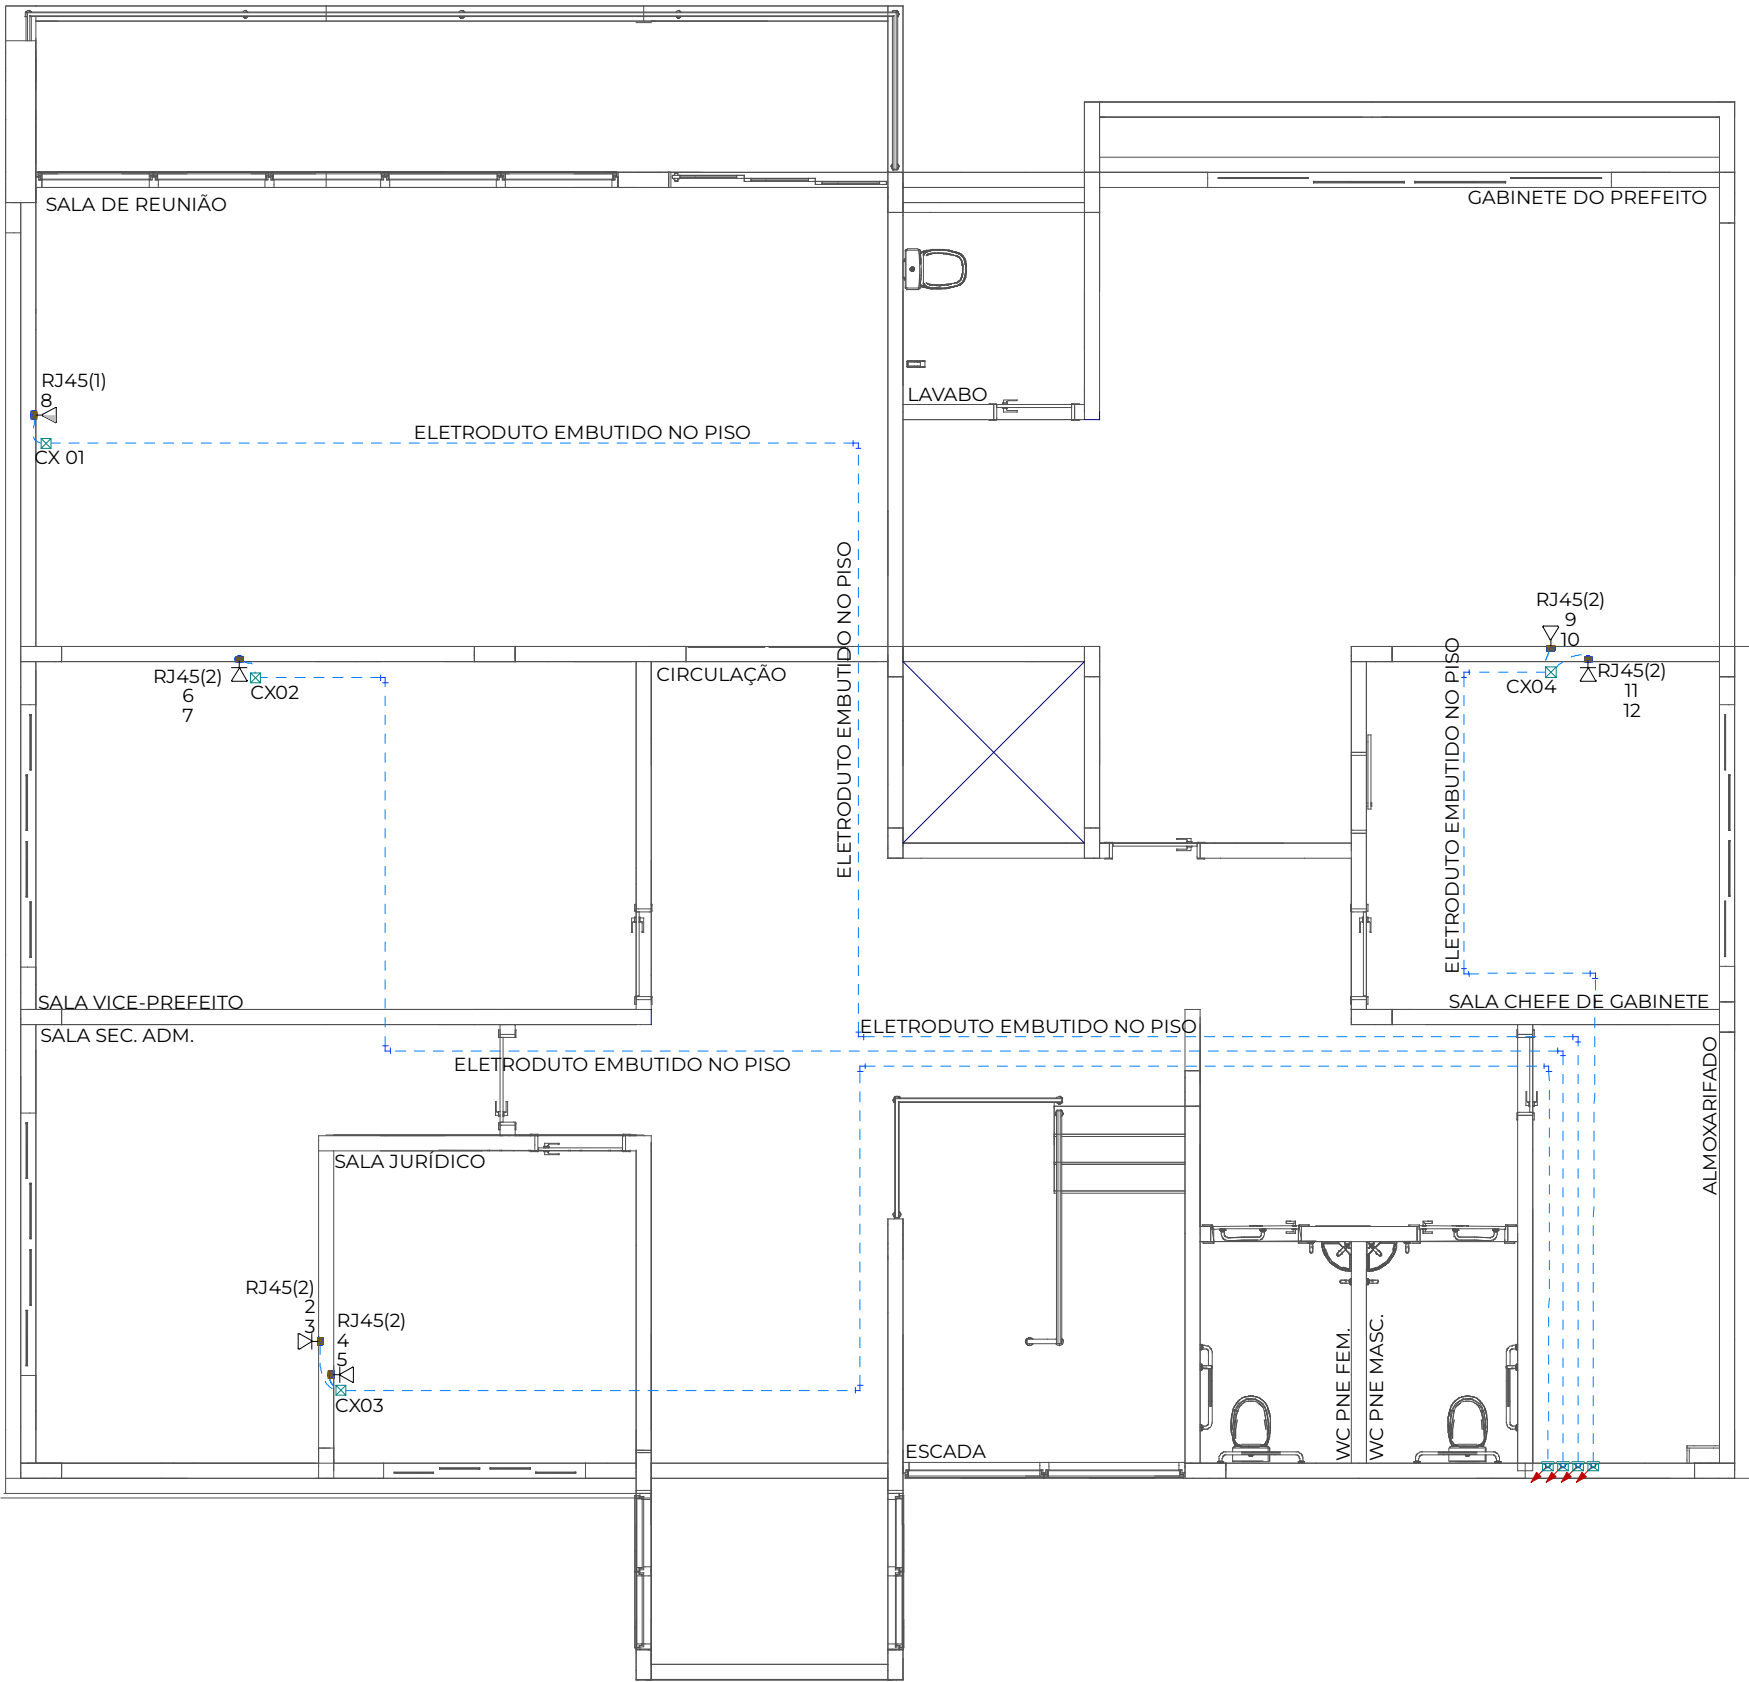 SALA DE REUNIÃO
GABINETE DO PREFEITO
RJ45(1)
8
CX 01
ELETRODUTO EMBUTIDO NO PISO
LAVABO
ELETRODUTO EMBUTIDO NO PISO
RJ45(2)
9
10
RJ45(2)
6
7
CX02
CIRCULAÇÃO
ELETRODUTO EMBUTIDO NO PISO
CX04
RJ45(2)
11
12
SALA VICE-PREFEITO
SALA CHEFE DE GABINETE
SALA SEC. ADM.
ELETRODUTO EMBUTIDO NO PISO
ELETRODUTO EMBUTIDO NO PISO
ALMOXARIFADO
SALA JURÍDICO
RJ45(2)
2
3
RJ45(2)
4
5
CX03
WC PNE FEM.
WC PNE MASC.
ESCADA